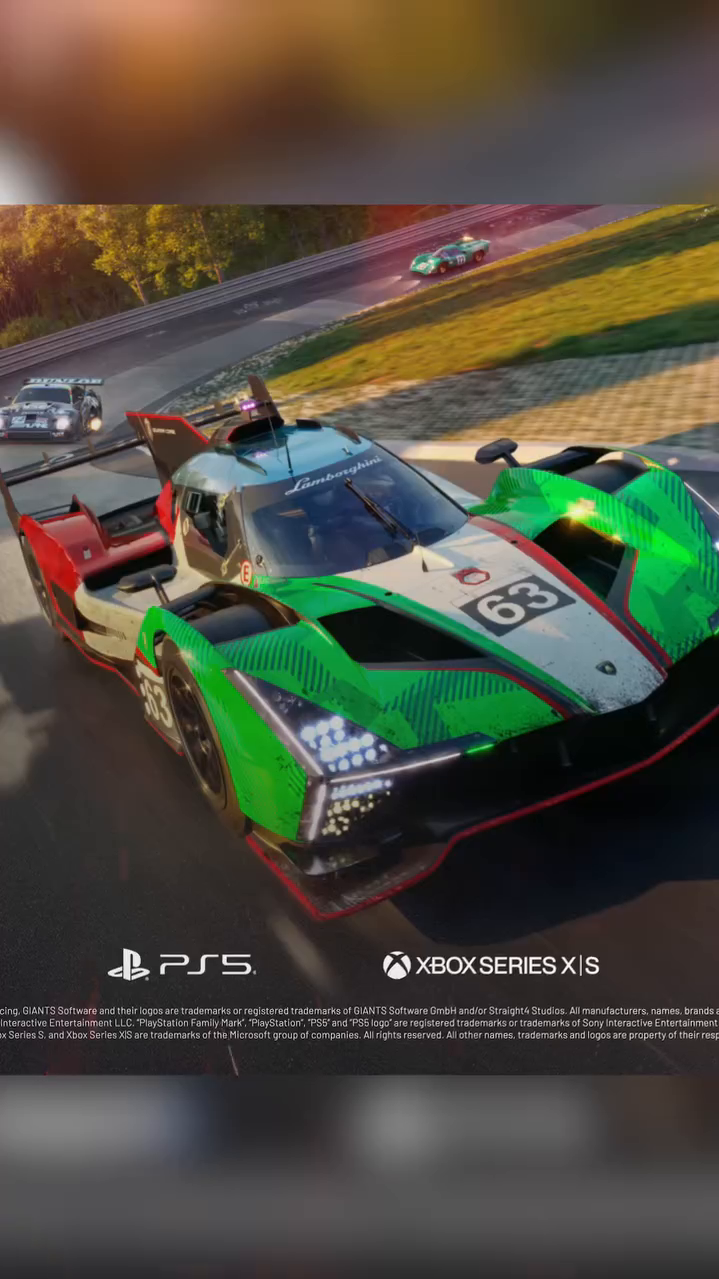 177
DUNLOP
Lamborghini
E
63
63
PS5
XBOX SERIES X|S
cing, GIANTS Software and their logos are trademarks or registered trademarks of GIANTS Software GmbH and/or Straight4 Studios. All manufacturers, names, brands a
Interactive Entertainment LLC. "PlayStation Family Mark", "PlayStation", "PS5" and "PS5 logo" are registered trademarks or trademarks of Sony Interactive Entertainment
ox Series S, and Xbox Series X|S are trademarks of the Microsoft group of companies. All rights reserved. All other names, trademarks and logos are property of their resp